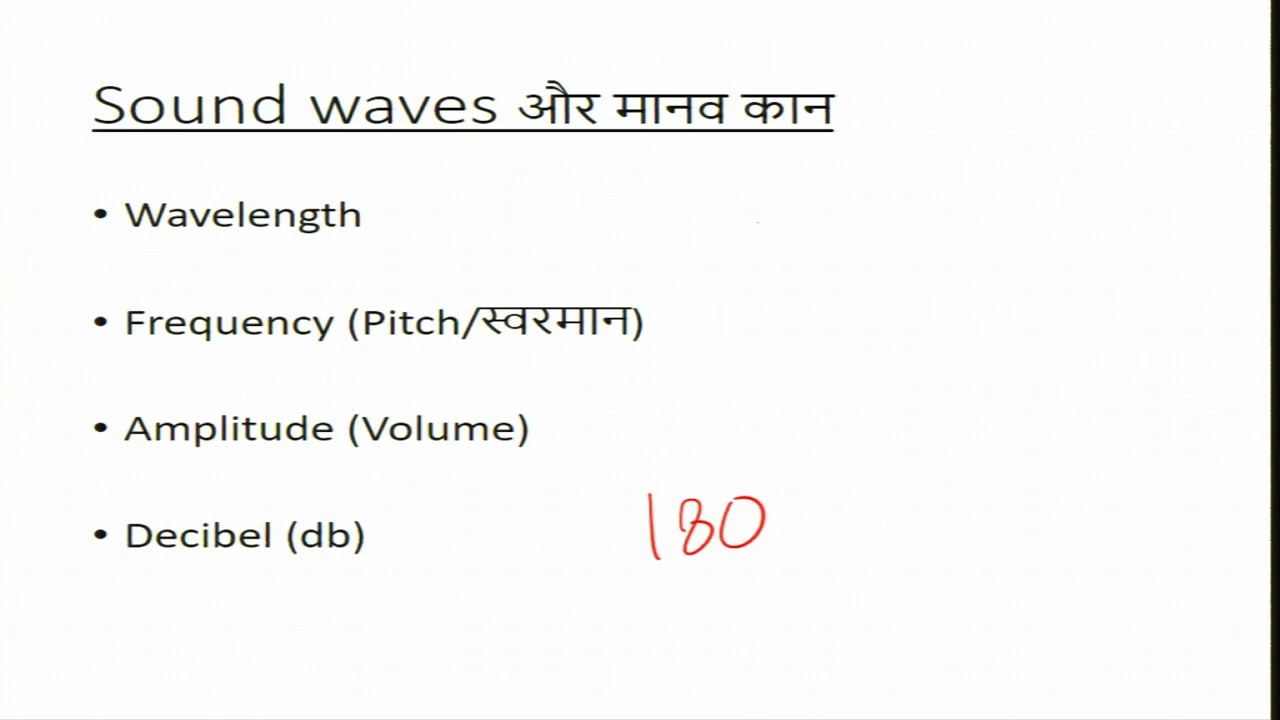 Sound waves और मानव कान
• Wavelength
• Frequency (Pitch/स्वरमान)
• Amplitude (Volume)
• Decibel (db) 180